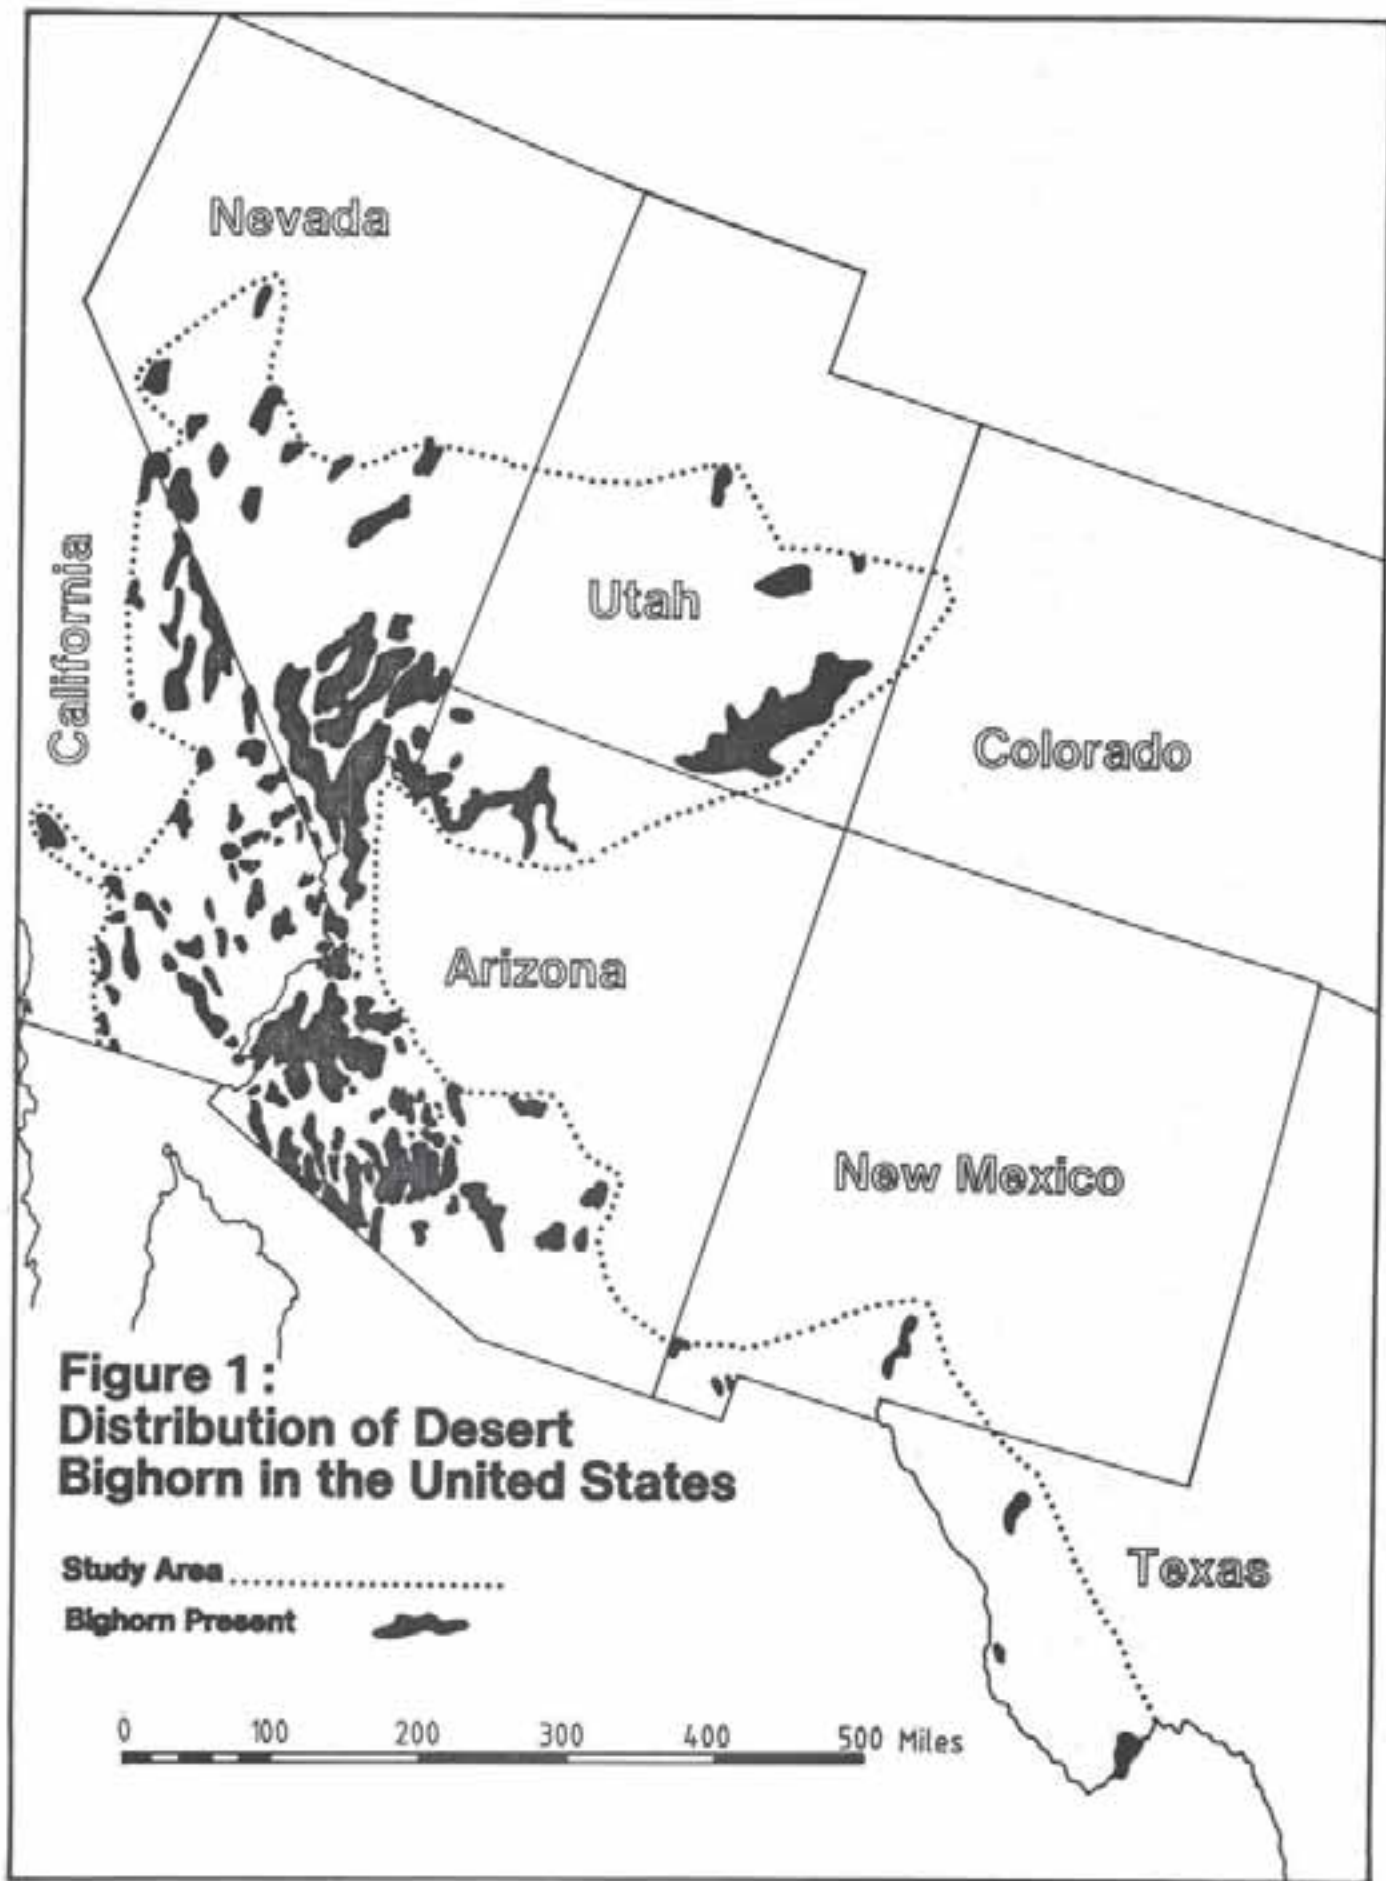 Nevada
California
Utah
Colorado
Arizona
New Mexico
Texas
Figure 1:
Distribution of Desert
Bighorn in the United States
Study Area
Bighorn Present
0 100 200 300 400 500 Miles